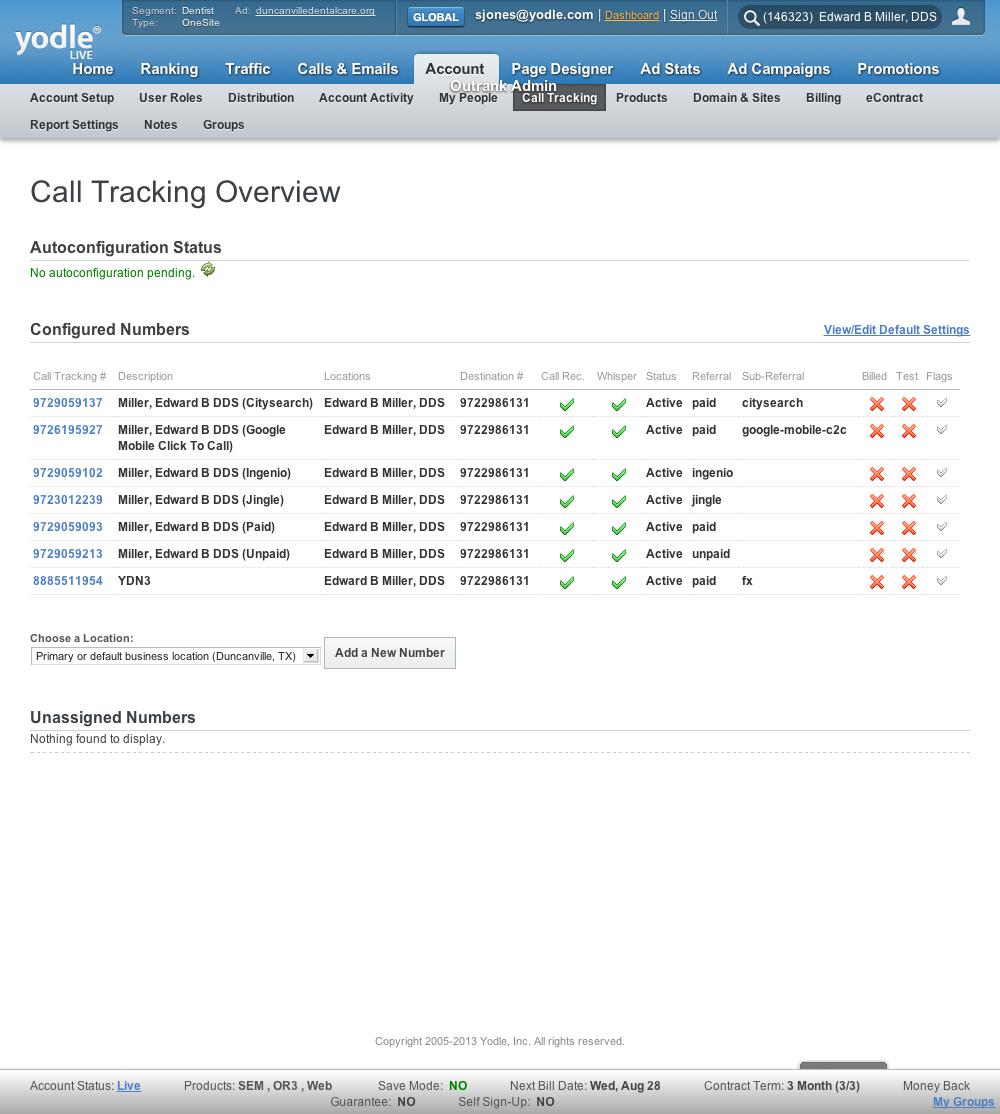 Segment: Dentist Ad: duncanvilledentalcare.org
Type: OneSite
GLOBAL sjones@yodle.com | Dashboard | Sign Out
(146323) Edward B Miller, DDS
yodle® LIVE
Home Ranking Traffic Calls & Emails Account Page Designer Ad Stats Ad Campaigns Promotions
Outrank Admin
Account Setup User Roles Distribution Account Activity My People Call Tracking Products Domain & Sites Billing eContract
Report Settings Notes Groups
Call Tracking Overview
Autoconfiguration Status
No autoconfiguration pending.
Configured Numbers View/Edit Default Settings
Call Tracking # Description Locations Destination # Call Rec. Whisper Status Referral Sub-Referral Billed Test Flags
9729059137 Miller, Edward B DDS (Citysearch) Edward B Miller, DDS 9722986131 Active paid citysearch
9726195927 Miller, Edward B DDS (Google Edward B Miller, DDS 9722986131 Active paid google-mobile-c2c
Mobile Click To Call)
9729059102 Miller, Edward B DDS (Ingenio) Edward B Miller, DDS 9722986131 Active ingenio
9723012239 Miller, Edward B DDS (Jingle) Edward B Miller, DDS 9722986131 Active jingle
9729059093 Miller, Edward B DDS (Paid) Edward B Miller, DDS 9722986131 Active paid
9729059213 Miller, Edward B DDS (Unpaid) Edward B Miller, DDS 9722986131 Active unpaid
8885511954 YDN3 Edward B Miller, DDS 9722986131 Active paid fx
Choose a Location:
Primary or default business location (Duncanville, TX) Add a New Number
Unassigned Numbers
Nothing found to display.
Copyright 2005-2013 Yodle, Inc. All rights reserved.
Account Status: Live Products: SEM , OR3 , Web Save Mode: NO Next Bill Date: Wed, Aug 28 Contract Term: 3 Month (3/3) Money Back
Guarantee: NO Self Sign-Up: NO My Groups